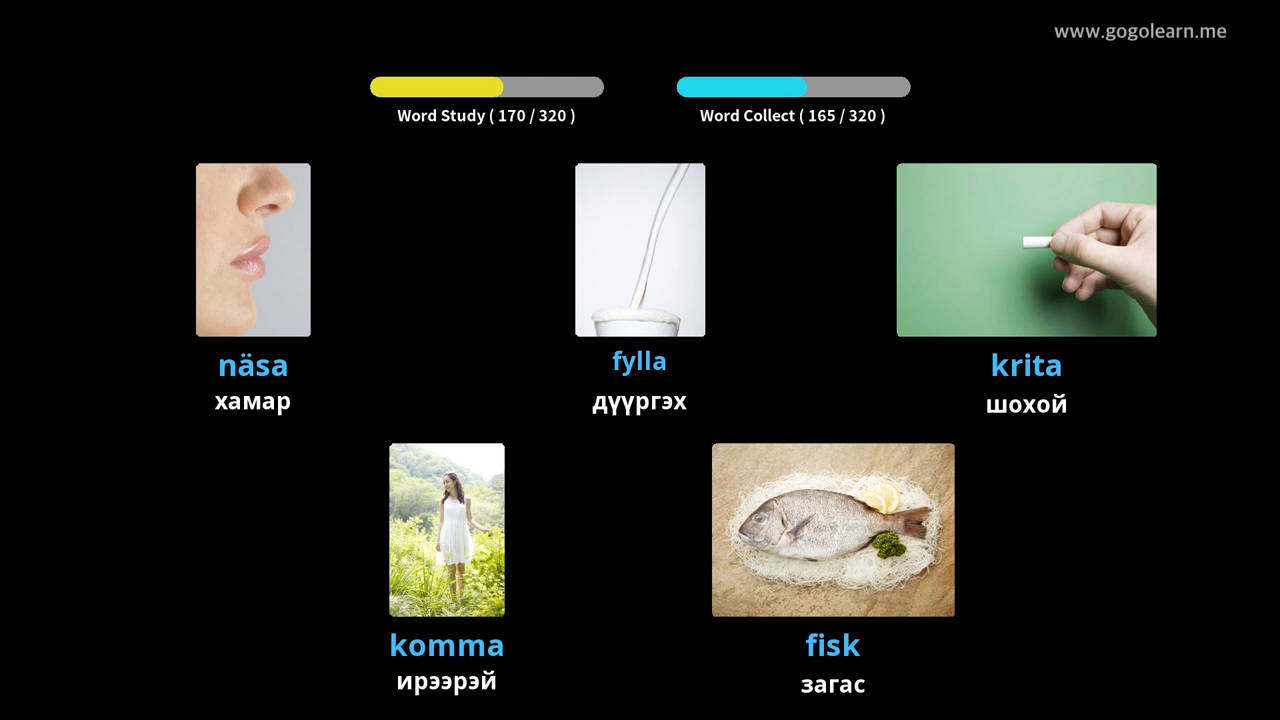 www.gogolearn.me
Word Study ( 170 / 320 )
Word Collect ( 165 / 320 )
näsa
хамар
fylla
дүүргэх
krita
шохой
komma
ирээрэй
fisk
загас